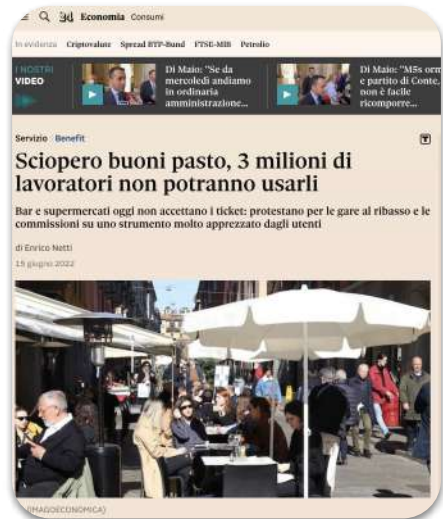 24 Economia Consumi
In evidenza Criptovalute Spread BTP-Bund FTSE-MIB Petrolio
I NOSTRI
VIDEO
Di Maio: "Se da
mercoledì andiamo
in ordinaria
amministrazione...
Di Maio: "M5s orm
e partito di Conte,
non è facile
ricomporre...
Servizio Benefit
Sciopero buoni pasto, 3 milioni di
lavoratori non potranno usarli
Bar e supermercati oggi non accettano i ticket: protestano per le gare al ribasso e le
commissioni su uno strumento molto apprezzato dagli utenti
di Enrico Netti
15 giugno 2022
IMAGOECONOMICA)